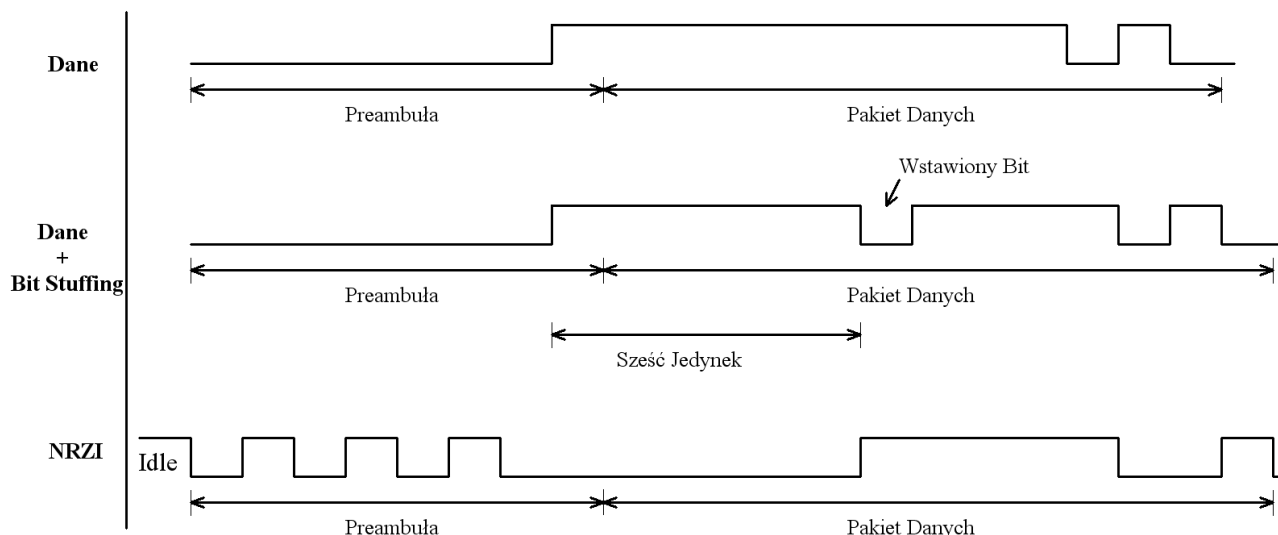 Dane
Preambuła
Pakiet Danych
Wstawiony Bit
Dane
+
Bit Stuffing
Preambuła
Pakiet Danych
Sześć Jedynek
NRZI
Idle
Preambuła
Pakiet Danych